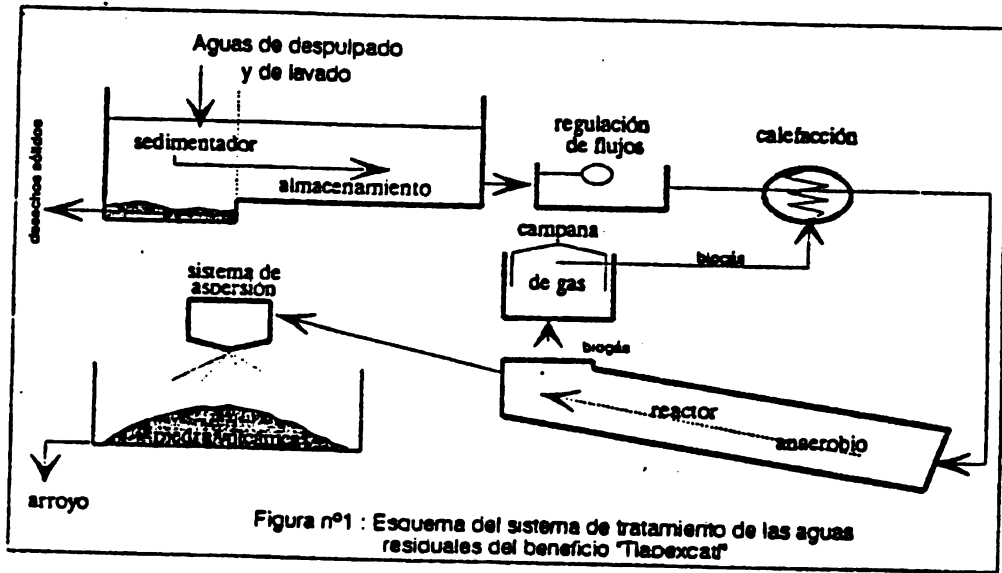 Aguas de despulpado
y de lavado
sedimentador
almacenamiento
desechos sólidos
regulación
de flujos
calefacción
campana
de gas
biogás
biogás
sistema de
aspersión
reactor
anaerobio
arroyo
Figura nº1 : Esquema del sistema de tratamiento de las aguas
residuales del beneficio "Tlapexcatl"